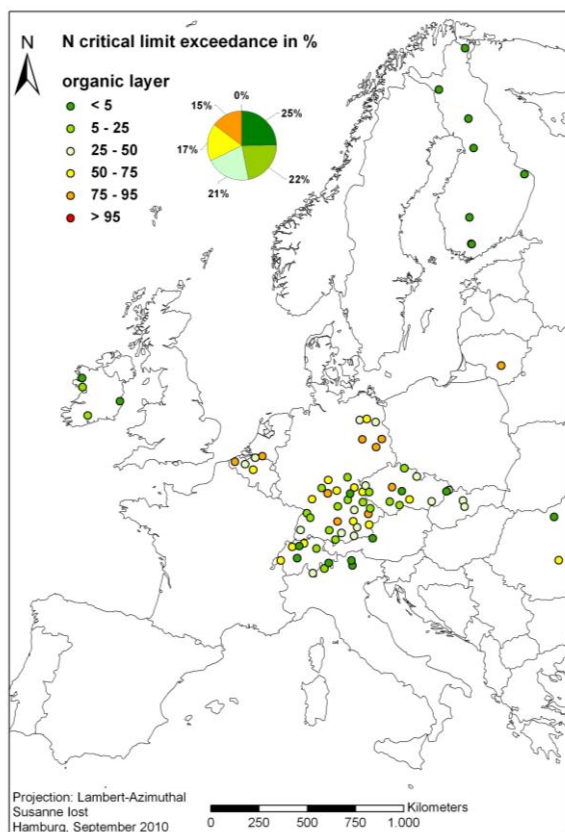 N
N critical limit exceedance in %
organic layer
< 5
5 - 25
25 - 50
50 - 75
75 - 95
> 95
0%
15%
25%
17%
22%
21%
Projection: Lambert-Azimuthal
Susanne Iost
Hamburg, September 2010
Kilometers
0 250 500 750 1.000